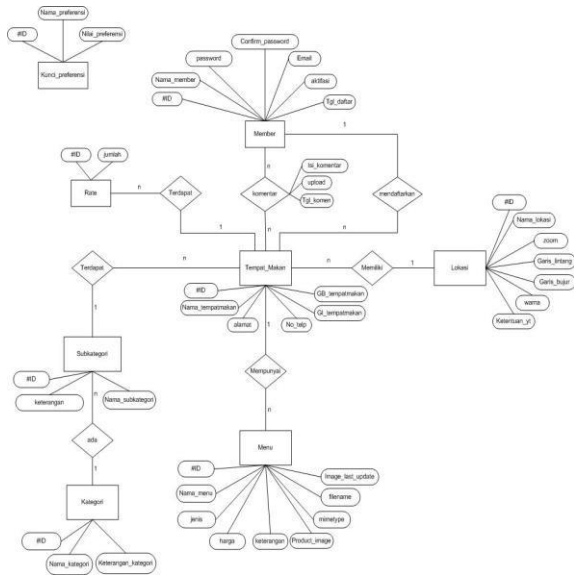 Nama_preferensi
#ID
Nilai_preferensi
Kunci_preferensi
Confirm_password
password
Email
Nama_member
aktifasi
#ID
Tgl_daftar
Member
1
n
#ID
jumlah
Rate
n
Terdapat
1
komentar
Isi_komentar
upload
Tgl_komen
n
mendaftarkan
n
#ID
Nama_lokasi
zoom
Garis_lintang
Garis_bujur
warna
Lokasi
Terdapat
n
Tempat_Makan
n
Memiliki
1
#ID
GB_tempatmakan
Nama_tempatmakan
Gl_tempatmakan
alamat
No_telp
1
1
Subkategori
#ID
keterangan
Nama_subkategori
n
Mempunyai
n
ada
1
Menu
#ID
Image_last_update
Nama_menu
filename
jenis
mimetype
harga
keterangan
Product_image
Kategori
#ID
Nama_kategori
Keterangan_kategori